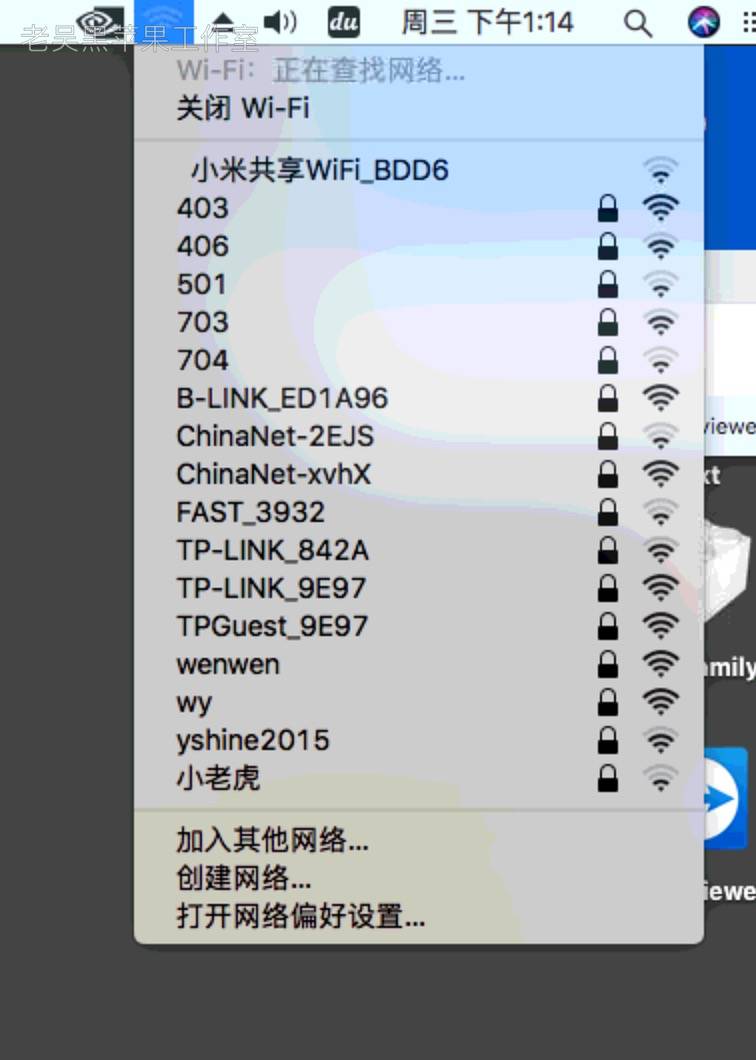 老吴黑苹果工作室
du 周三 下午1:14
Wi-Fi：正在查找网络...
关闭 Wi-Fi
小米共享WiFi_BDD6
403
406
501
703
704
B-LINK_ED1A96
ChinaNet-2EJS
ChinaNet-xvhX
FAST_3932
TP-LINK_842A
TP-LINK_9E97
TPGuest_9E97
wenwen
wy
yshine2015
小老虎
加入其他网络...
创建网络...
打开网络偏好设置...